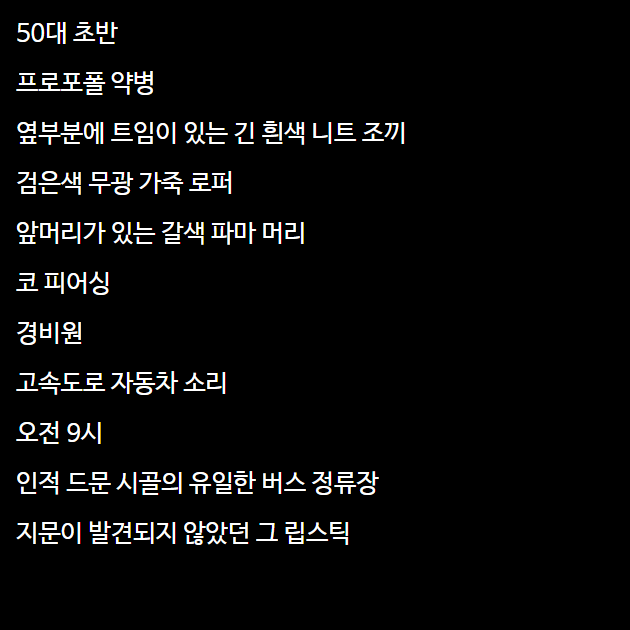 50대 초반
프로포폴 약병
옆부분에 트임이 있는 긴 흰색 니트 조끼
검은색 무광 가죽 로퍼
앞머리가 있는 갈색 파마 머리
코 피어싱
경비원
고속도로 자동차 소리
오전 9시
인적 드문 시골의 유일한 버스 정류장
지문이 발견되지 않았던 그 립스틱